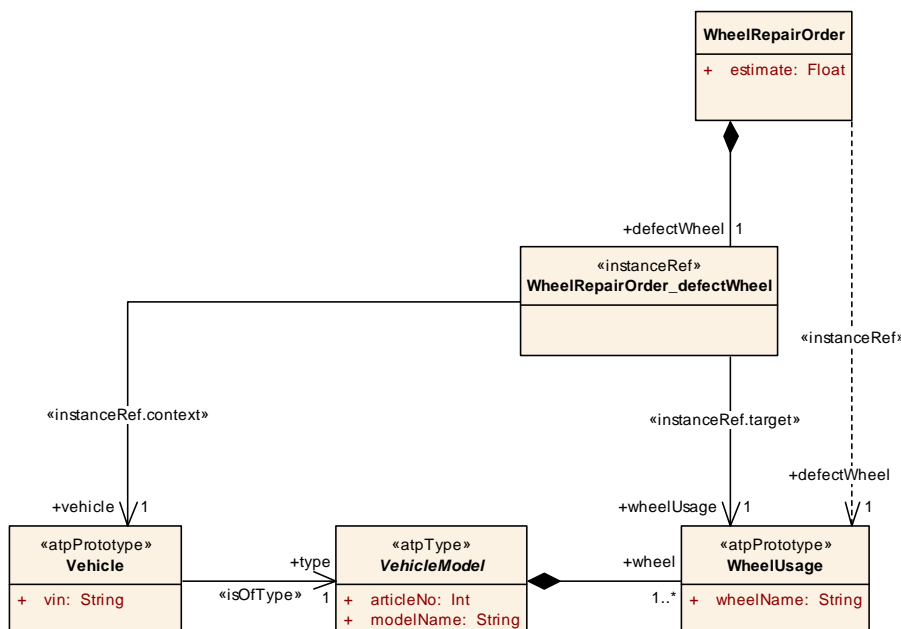 WheelRepairOrder
+ estimate: Float
+defectWheel 1
«instanceRef»
WheelRepairOrder_defectWheel
«instanceRef»
«instanceRef.context»
«instanceRef.target»
+defectWheel
+vehicle 1
+wheelUsage 1
1
«atpPrototype»
Vehicle
+ vin: String
+type
«isOfType» 1
«atpType»
VehicleModel
+ articleNo: Int
+ modelName: String
+wheel
1..*
«atpPrototype»
WheelUsage
+ wheelName: String